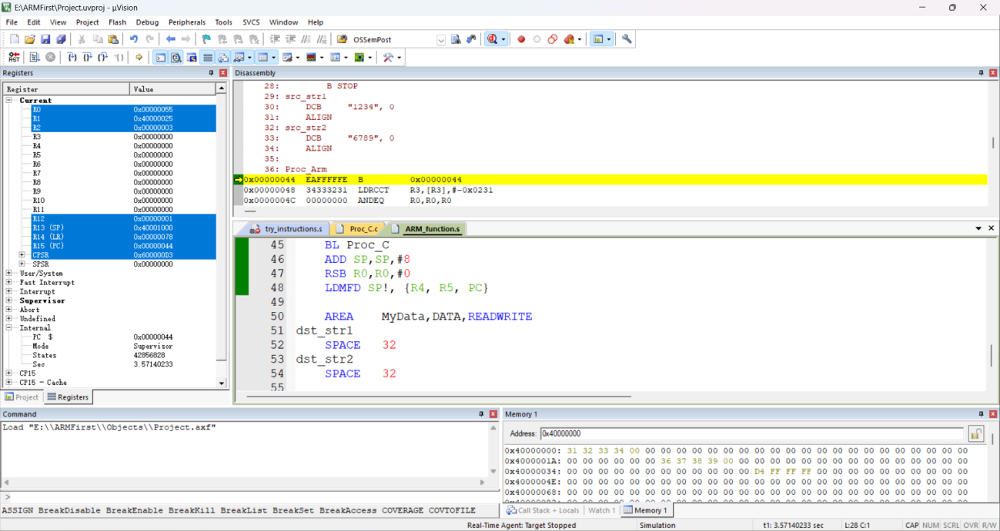 E:\ARMFirst\Project.uvproj - µVision
File Edit View Project Flash Debug Peripherals Tools SVCS Window Help
OSSemPost
RST
Registers
Register Value
Current
R0 0x00000055
R1 0x40000025
R2 0x00000003
R3 0x00000000
R4 0x00000000
R5 0x00000000
R6 0x00000000
R7 0x00000000
R8 0x00000000
R9 0x00000000
R10 0x00000000
R11 0x00000000
R12 0x00000001
R13 (SP) 0x40001000
R14 (LR) 0x00000078
R15 (PC) 0x00000044
CPSR 0x600000D3
SPSR 0x00000000
User/System
Fast Interrupt
Interrupt
Supervisor
Abort
Undefined
Internal
PC $ 0x00000044
Mode Supervisor
States 42856828
Sec 3.57140233
CP15
CP15 - Cache
Project Registers
Disassembly
28: B STOP
29: src_str1
30: DCB "1234", 0
31: ALIGN
32: src_str2
33: DCB "6789", 0
34: ALIGN
35:
36: Proc_Arm
0x00000044 EAFFFFFE B 0x00000044
0x00000048 34333231 LDRCCT R3,[R3],#-0x0231
0x0000004C 00000000 ANDEQ R0,R0,R0
try_instructions.s Proc_C.c ARM_function.s
45 BL Proc_C
46 ADD SP,SP,#8
47 RSB R0,R0,#0
48 LDMFD SP!, {R4, R5, PC}
49
50 AREA MyData,DATA,READWRITE
51 dst_str1
52 SPACE 32
53 dst_str2
54 SPACE 32
55
Command
Load "E:\\ARMFirst\\Objects\\Project.axf"
>
ASSIGN BreakDisable BreakEnable BreakKill BreakList BreakSet BreakAccess COVERAGE COVTOFILE
Memory 1
Address: 0x40000000
0x40000000: 31 32 33 34 00 00 00 00 00 00 00 00 00 00 00 00 00 00 00 00 00 00 00 00 00 00
0x4000001A: 00 00 00 00 00 00 36 37 38 39 00 00 00 00 00 00 00 00 00 00 00 00 00 00 00 00
0x40000034: 00 00 00 00 00 00 00 00 00 00 00 00 D4 FF FF FF 00 00 00 00 00 00 00 00 00 00
0x4000004E: 00 00 00 00 00 00 00 00 00 00 00 00 00 00 00 00 00 00 00 00 00 00 00 00 00 00
0x40000068: 00 00 00 00 00 00 00 00 00 00 00 00 00 00 00 00 00 00 00 00 00 00 00 00 00 00
Call Stack + Locals Watch 1 Memory 1
Real-Time Agent: Target Stopped Simulation t1: 3.57140233 sec L:28 C:1 CAP NUM SCRL OVR R/W